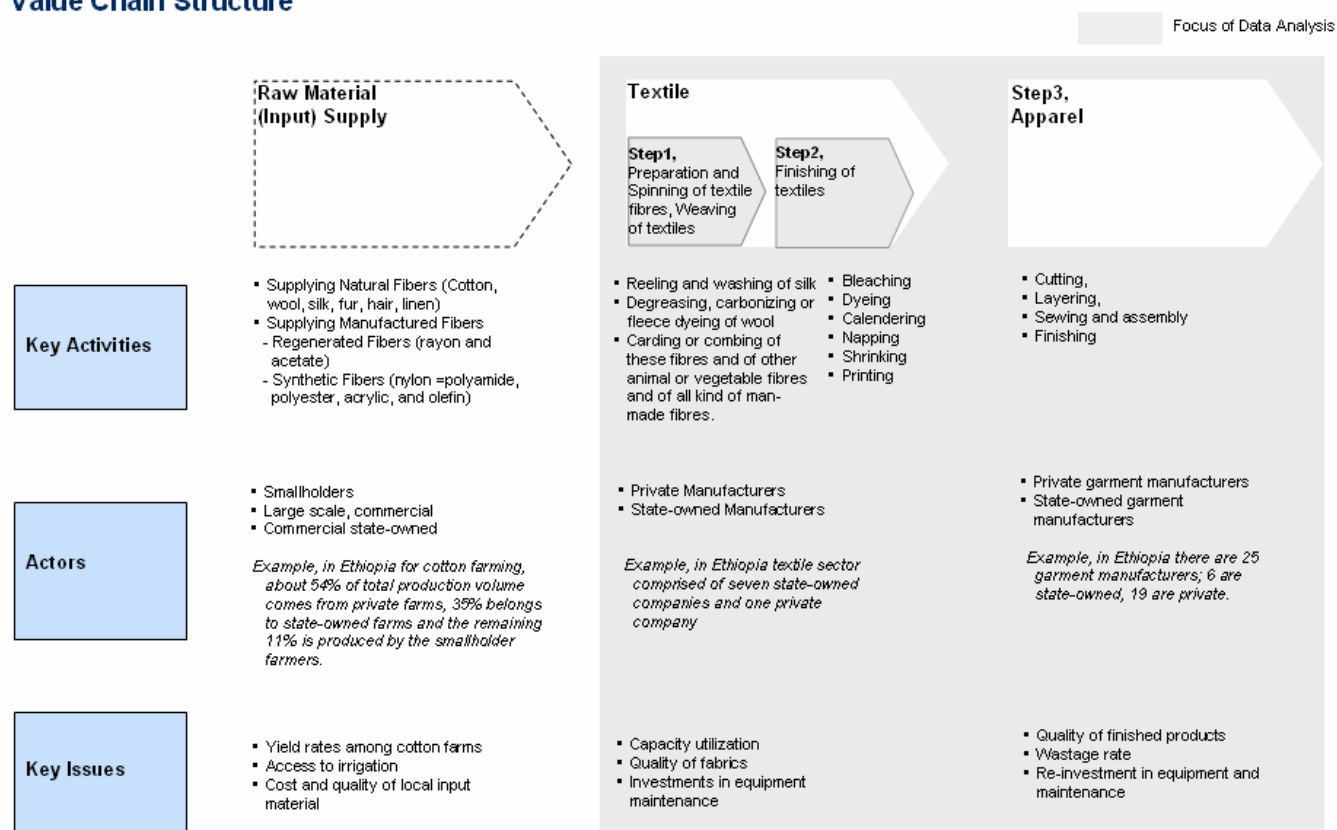 Value Chain Structure
Focus of Data Analysis
Raw Material
(Input) Supply
Textile
Step1,
Preparation and
Spinning of textile
fibres, Weaving
of textiles
Step2,
Finishing of
textiles
Step3,
Apparel
Key Activities
▪ Supplying Natural Fibers (Cotton,
wool, silk, fur, hair, linen)
▪ Supplying Manufactured Fibers
- Regenerated Fibers (rayon and
acetate)
- Synthetic Fibers (nylon =polyamide,
polyester, acrylic, and olefin)
▪ Reeling and washing of silk
▪ Degreasing, carbonizing or
fleece dyeing of wool
▪ Carding or combing of
these fibres and of other
animal or vegetable fibres
and of all kind of man-
made fibres.
▪ Bleaching
▪ Dyeing
▪ Calendering
▪ Napping
▪ Shrinking
▪ Printing
▪ Cutting,
▪ Layering,
▪ Sewing and assembly
▪ Finishing
Actors
▪ Smallholders
▪ Large scale, commercial
▪ Commercial state-owned
Example, in Ethiopia for cotton farming,
about 54% of total production volume
comes from private farms, 35% belongs
to state-owned farms and the remaining
11% is produced by the smallholder
farmers.
▪ Private Manufacturers
▪ State-owned Manufacturers
Example, in Ethiopia textile sector
comprised of seven state-owned
companies and one private
company
▪ Private garment manufacturers
▪ State-owned garment
manufacturers
Example, in Ethiopia there are 25
garment manufacturers; 6 are
state-owned, 19 are private.
Key Issues
▪ Yield rates among cotton farms
▪ Access to irrigation
▪ Cost and quality of local input
material
▪ Capacity utilization
▪ Quality of fabrics
▪ Investments in equipment
maintenance
▪ Quality of finished products
▪ Wastage rate
▪ Re-investment in equipment and
maintenance